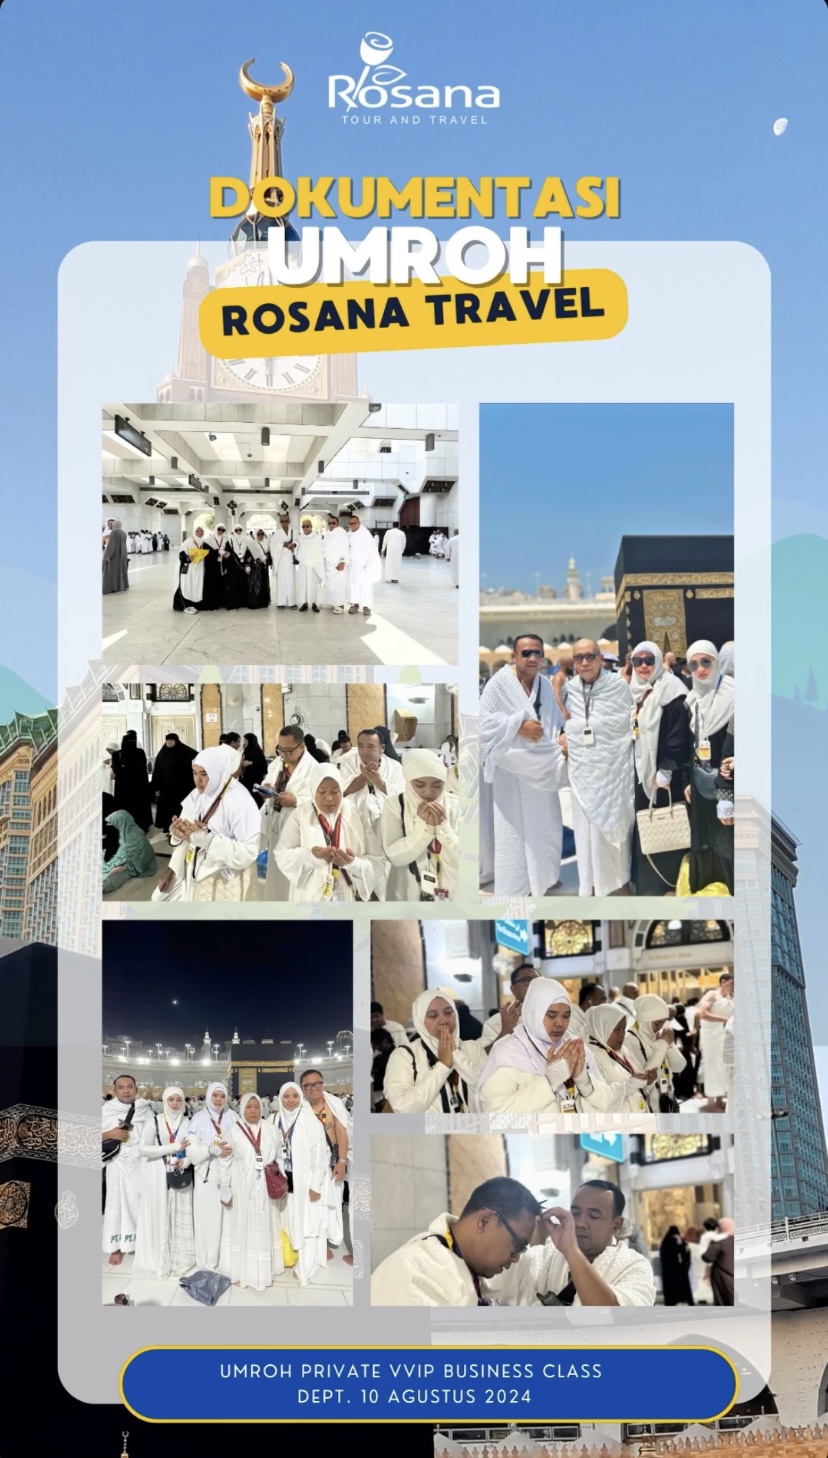 Rosana
TOUR AND TRAVEL
DOKUMENTASI
UMROH
ROSANA TRAVEL
UMROH PRIVATE VVIP BUSINESS CLASS
DEPT. 10 AGUSTUS 2024